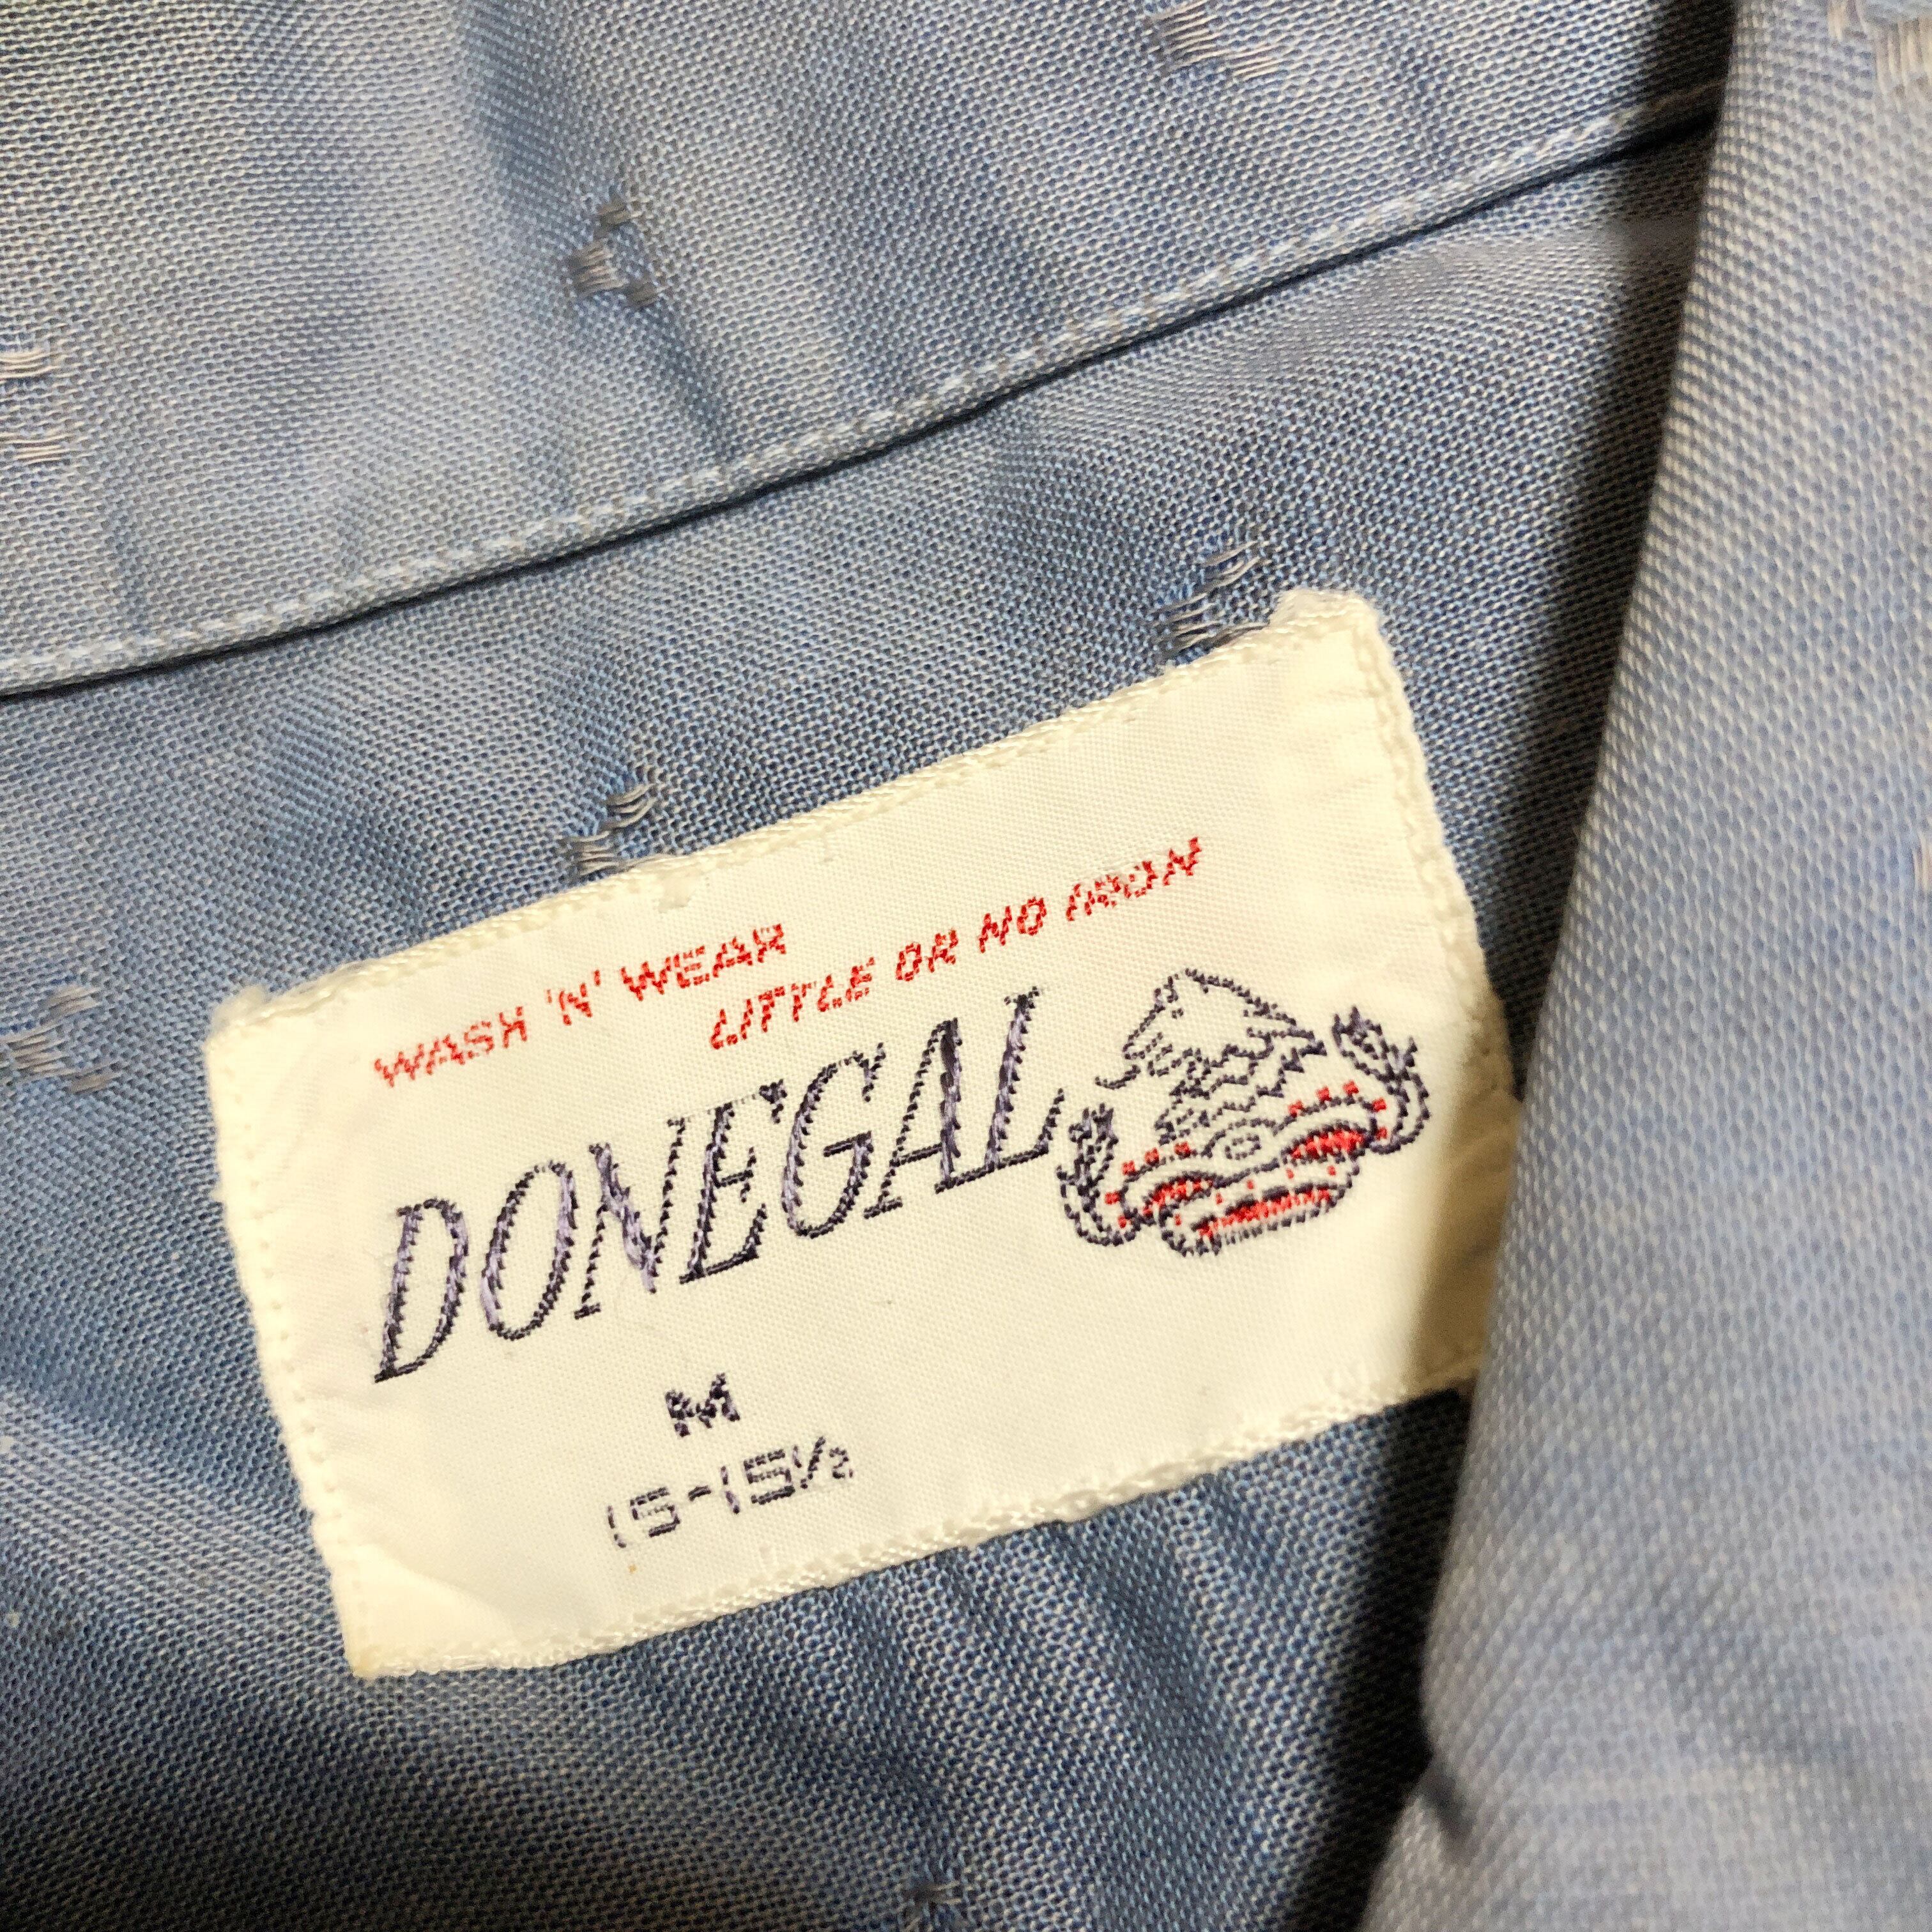 WASH 'N' WEAR
LITTLE OR NO IRON
DONEGAL
M
15-15½